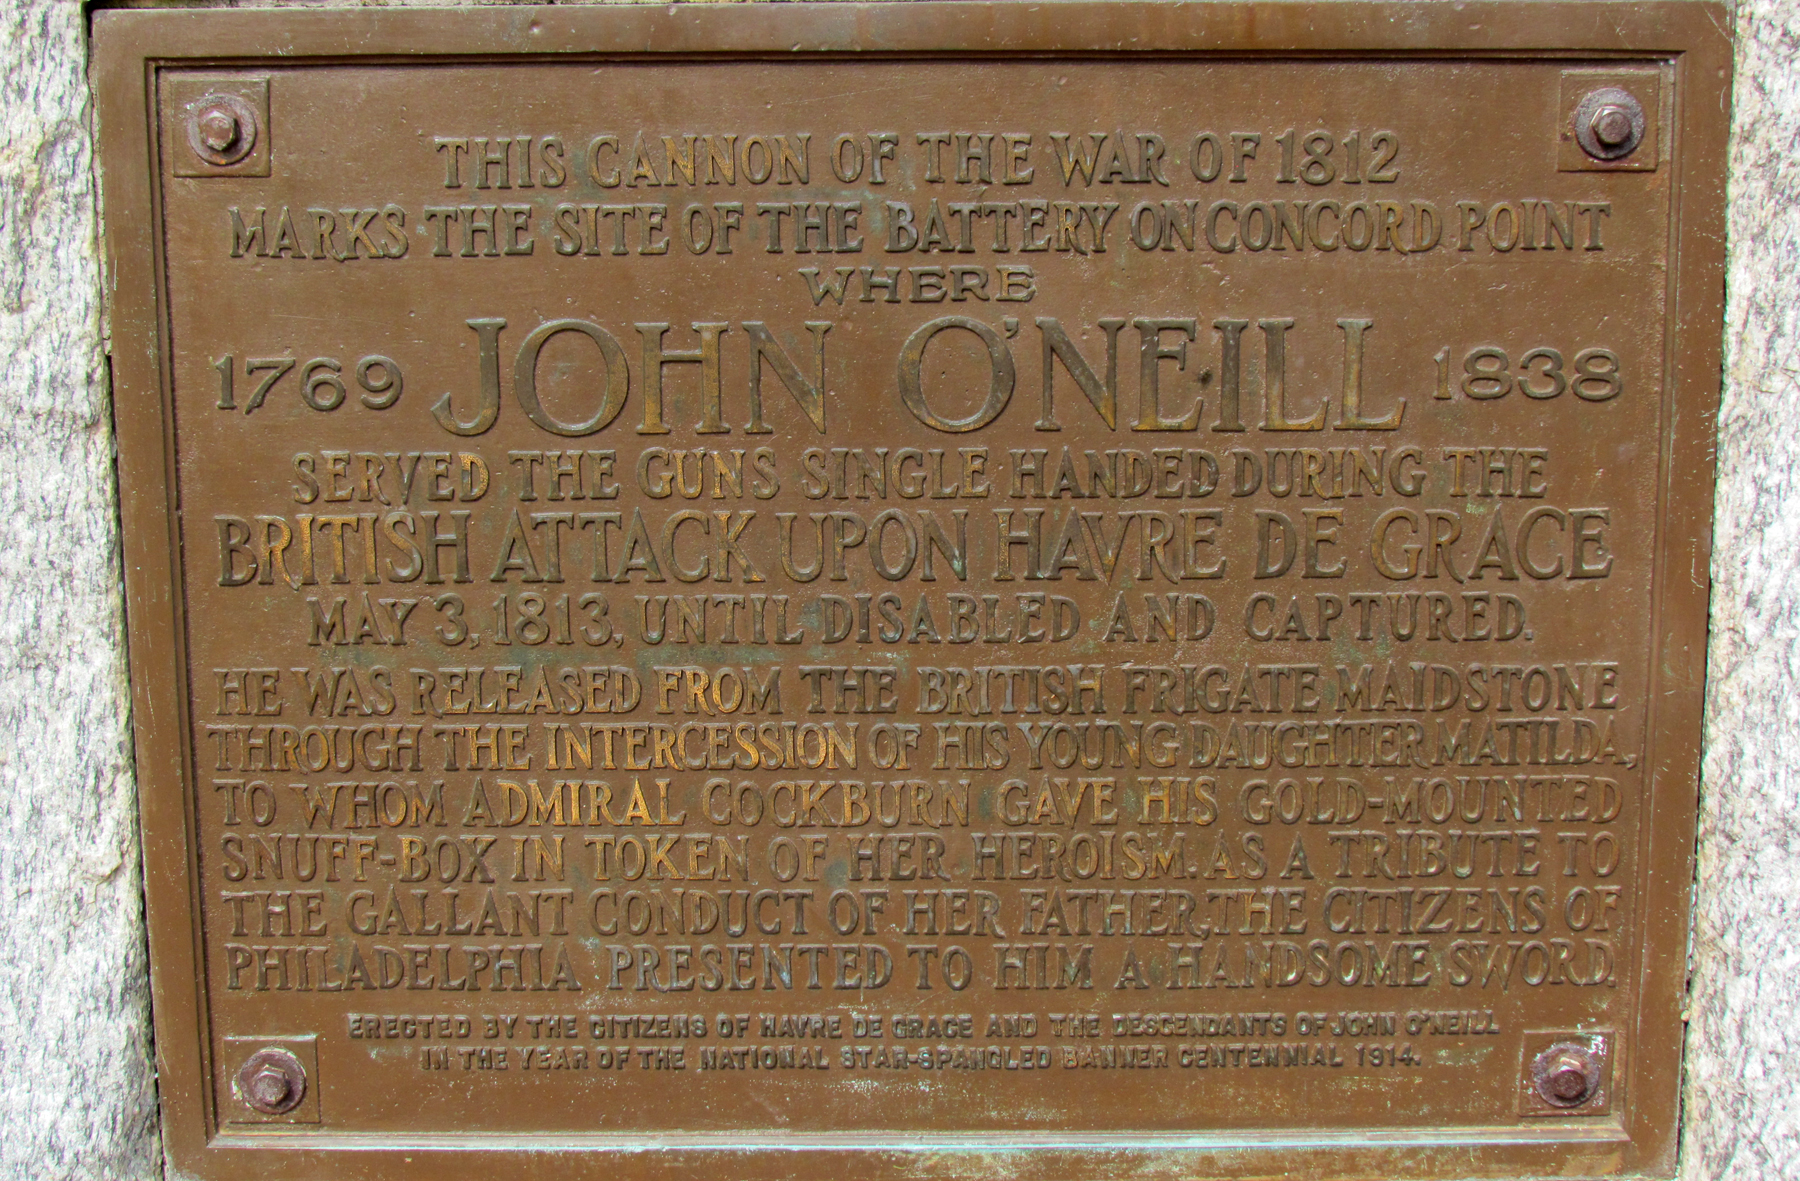 THIS CANNON OF THE WAR OF 1812
MARKS THE SITE OF THE BATTERY ON CONCORD POINT
WHERE
1769 JOHN O'NEILL 1838
SERVED THE GUNS SINGLE HANDED DURING THE
BRITISH ATTACK UPON HAVRE DE GRACE
MAY 3, 1813, UNTIL DISABLED AND CAPTURED.
HE WAS RELEASED FROM THE BRITISH FRIGATE MAIDSTONE
THROUGH THE INTERCESSION OF HIS YOUNG DAUGHTER MATILDA,
TO WHOM ADMIRAL COCKBURN GAVE HIS GOLD-MOUNTED
SNUFF-BOX IN TOKEN OF HER HEROISM. AS A TRIBUTE TO
THE GALLANT CONDUCT OF HER FATHER, THE CITIZENS OF
PHILADELPHIA PRESENTED TO HIM A HANDSOME SWORD.
ERECTED BY THE CITIZENS OF HAVRE DE GRACE AND THE DESCENDANTS OF JOHN O'NEILL
IN THE YEAR OF THE NATIONAL STAR-SPANGLED BANNER CENTENNIAL 1914.